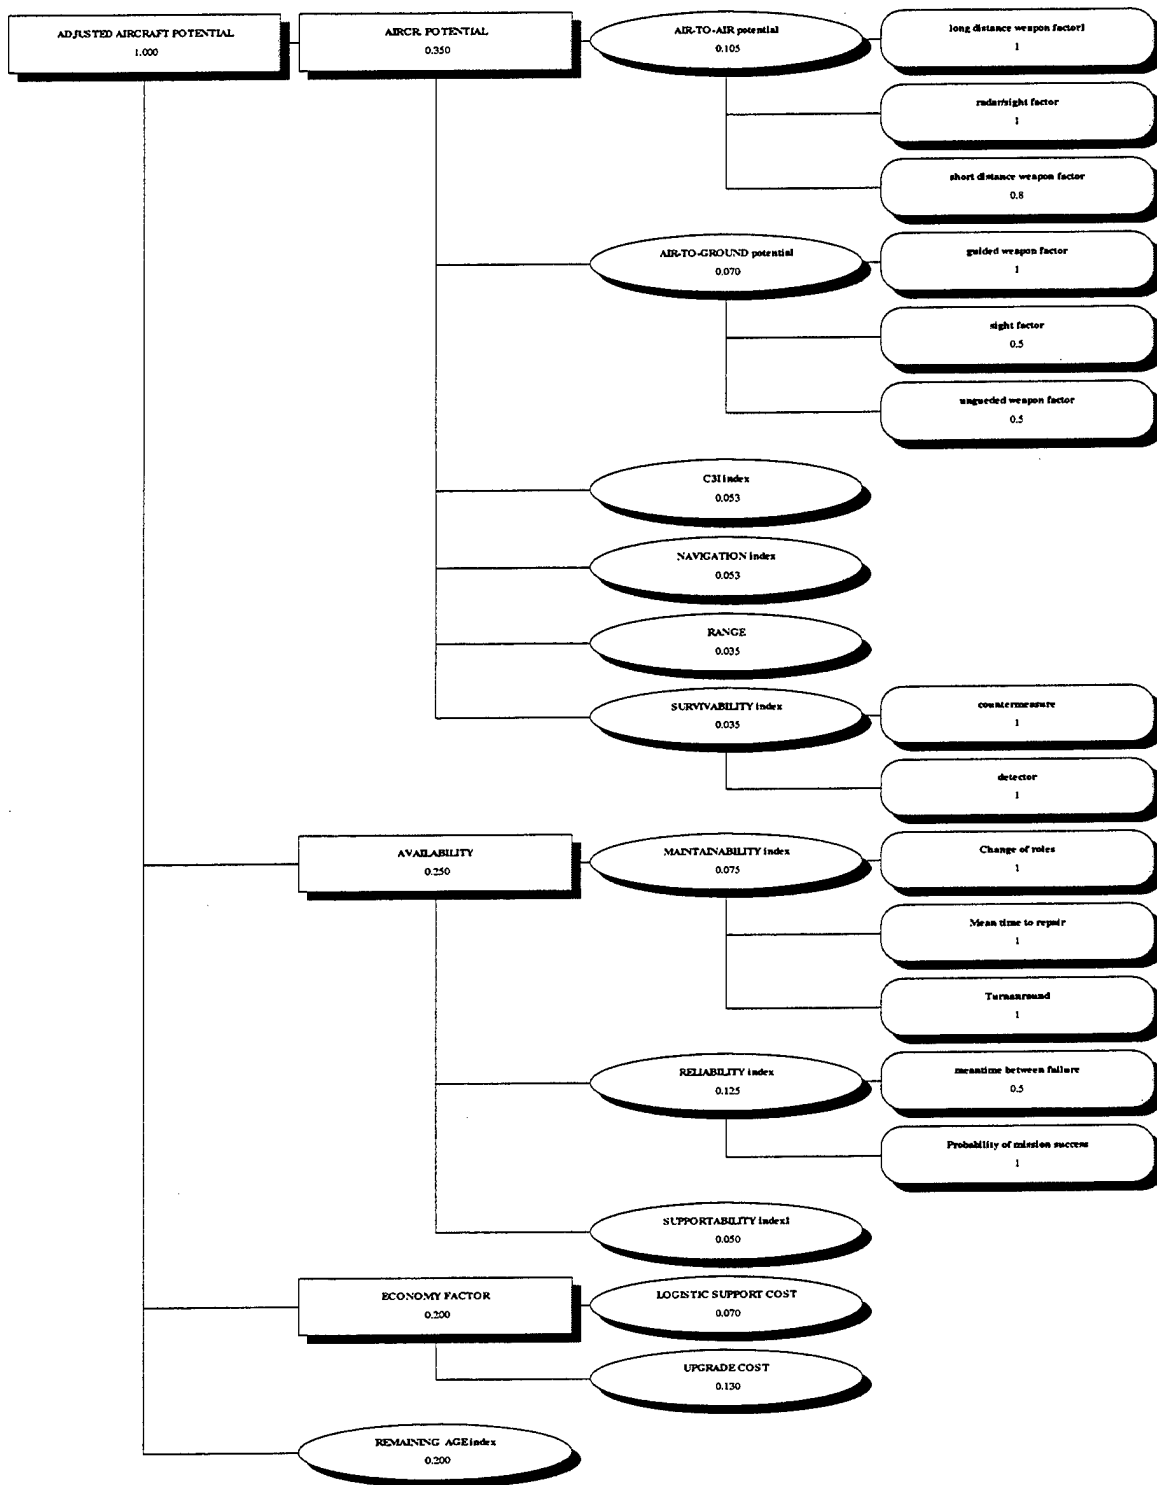 ADJUSTED AIRCRAFT POTENTIAL
1.000
AIRCR. POTENTIAL
0.350
AIR-TO-AIR potential
0.105
long distance weapon factor1
1
radar/sight factor
1
short distance weapon factor
0.8
AIR-TO-GROUND potential
0.070
guided weapon factor
1
sight factor
0.5
ungueded weapon factor
0.5
C3I index
0.053
NAVIGATION index
0.053
RANGE
0.035
SURVIVABILITY index
0.035
countermeasure
1
detector
1
AVAILABILITY
0.250
MAINTAINABILITY index
0.075
Change of roles
1
Mean time to repair
1
Turnanround
1
RELIABILITY index
0.125
meantime between failure
0.5
Probability of mission success
1
SUPPORTABILITY index1
0.050
ECONOMY FACTOR
0.200
LOGISTIC SUPPORT COST
0.070
UPGRADE COST
0.130
REMAINING AGE index
0.200